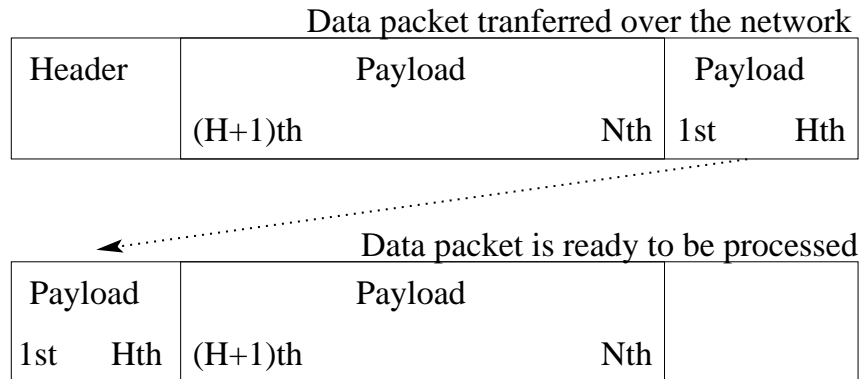 Data packet tranferred over the network
Header Payload Payload
(H+1)th Nth 1st Hth
Data packet is ready to be processed
Payload Payload
1st Hth (H+1)th Nth